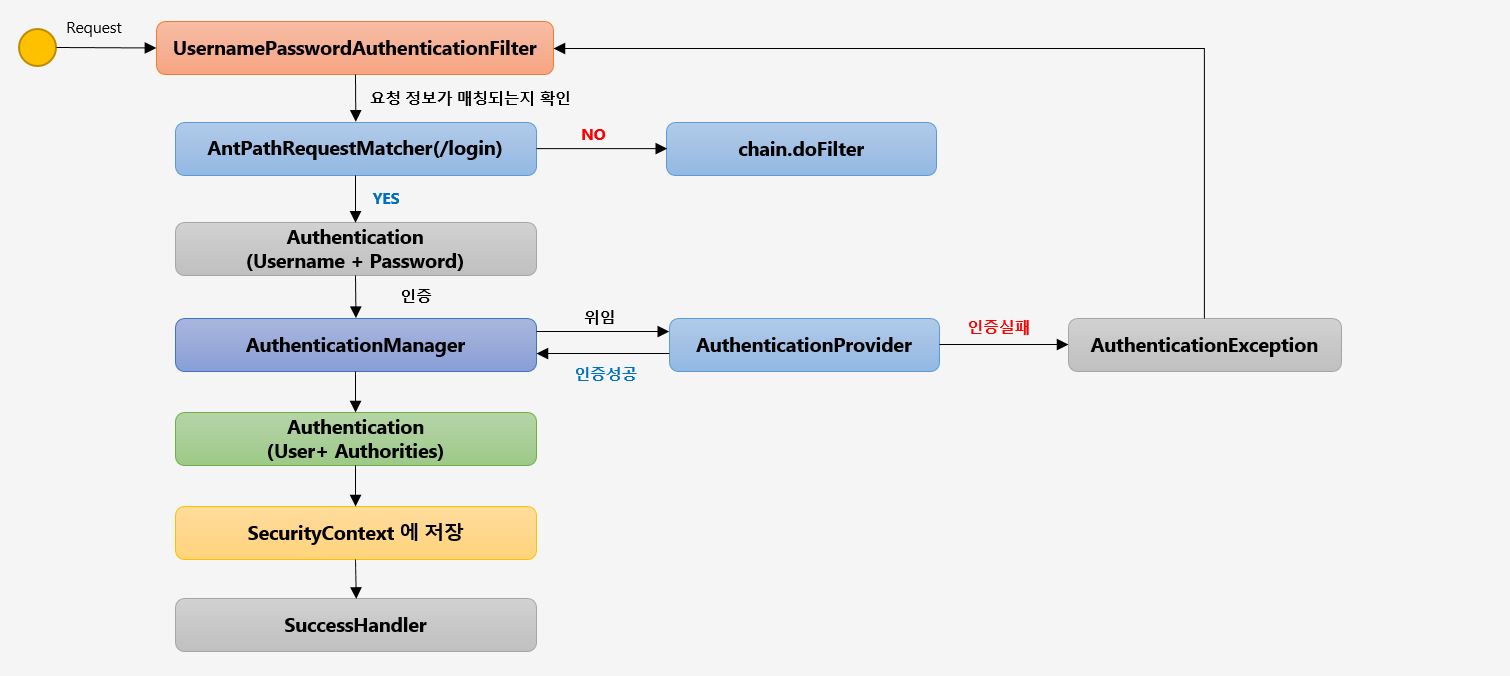 Request
UsernamePasswordAuthenticationFilter
요청 정보가 매칭되는지 확인
AntPathRequestMatcher(/login)
NO
chain.doFilter
YES
Authentication
(Username + Password)
인증
AuthenticationManager
위임
인증성공
AuthenticationProvider
인증실패
AuthenticationException
Authentication
(User+ Authorities)
SecurityContext 에 저장
SuccessHandler